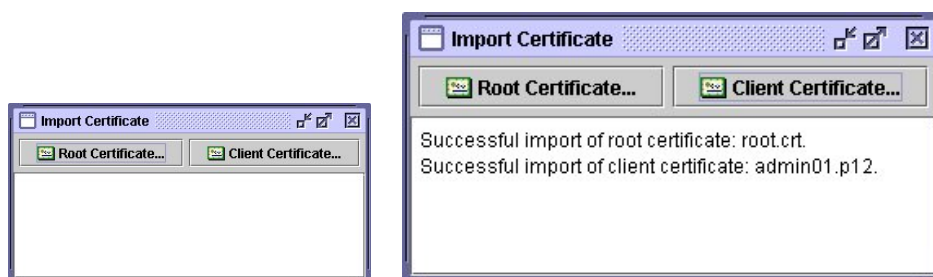 Import Certificate
Root Certificate... Client Certificate...
Import Certificate
Root Certificate... Client Certificate...
Successful import of root certificate: root.crt.
Successful import of client certificate: admin01.p12.